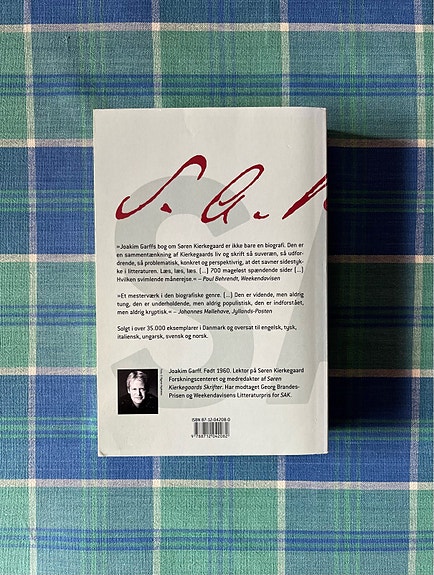 S. A. K
SA
»Joakim Garffs bog om Søren Kierkegaard er ikke bare en biografi. Den er
en sammentænkning af Kierkegaards liv og skrift så suveræn, så udfor-
drende, så problematisk, konkret og perspektivrig, at det savner sidestyk-
ke i litteraturen. Læs, læs, læs. (...) 700 mageløst spændende sider (...)
Hvilken svimlende månerejse.« – Poul Behrendt, Weekendavisen
»Et mesterværk i den biografiske genre. (...) Den er vidende, men aldrig
tung, den er underholdende, men aldrig populistisk, den er indforstået,
men aldrig kryptisk.« – Johannes Møllehave, Jyllands-Posten
Solgt i over 35.000 eksemplarer i Danmark og oversat til engelsk, tysk,
italiensk, ungarsk, svensk og norsk.
Joakim Garff. Født 1960. Lektor på Søren Kierkegaard
Forskningscenteret og medredaktør af Søren
Kierkegaards Skrifter. Har modtaget Georg Brandes-
Prisen og Weekendavisens Litteraturpris for SAK.
ISBN 87-12-04208-0
9 788712 042082